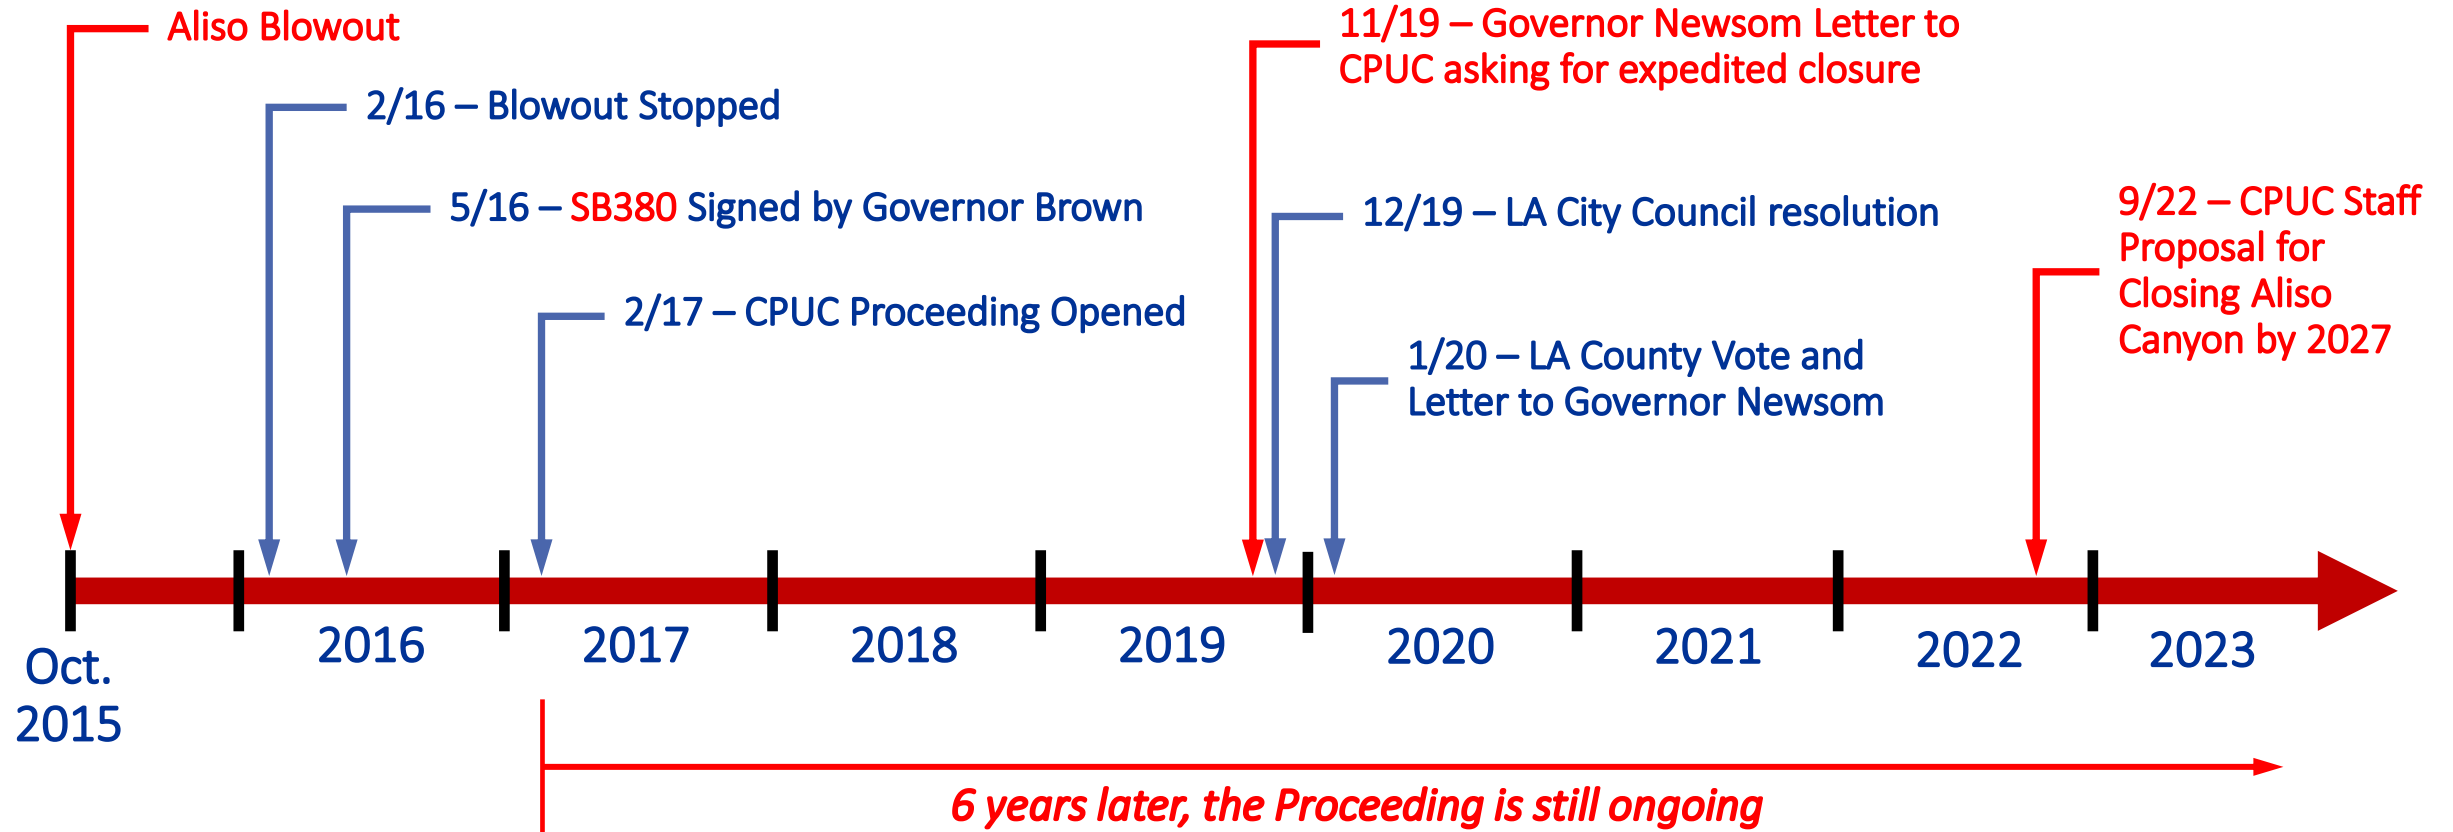 Aliso Blowout
2/16 – Blowout Stopped
5/16 – SB380 Signed by Governor Brown
2/17 – CPUC Proceeding Opened
11/19 – Governor Newsom Letter to
CPUC asking for expedited closure
12/19 – LA City Council resolution
1/20 – LA County Vote and
Letter to Governor Newsom
9/22 – CPUC Staff
Proposal for
Closing Aliso
Canyon by 2027
Oct.
2015
2016
2017
2018
2019
2020
2021
2022
2023
6 years later, the Proceeding is still ongoing